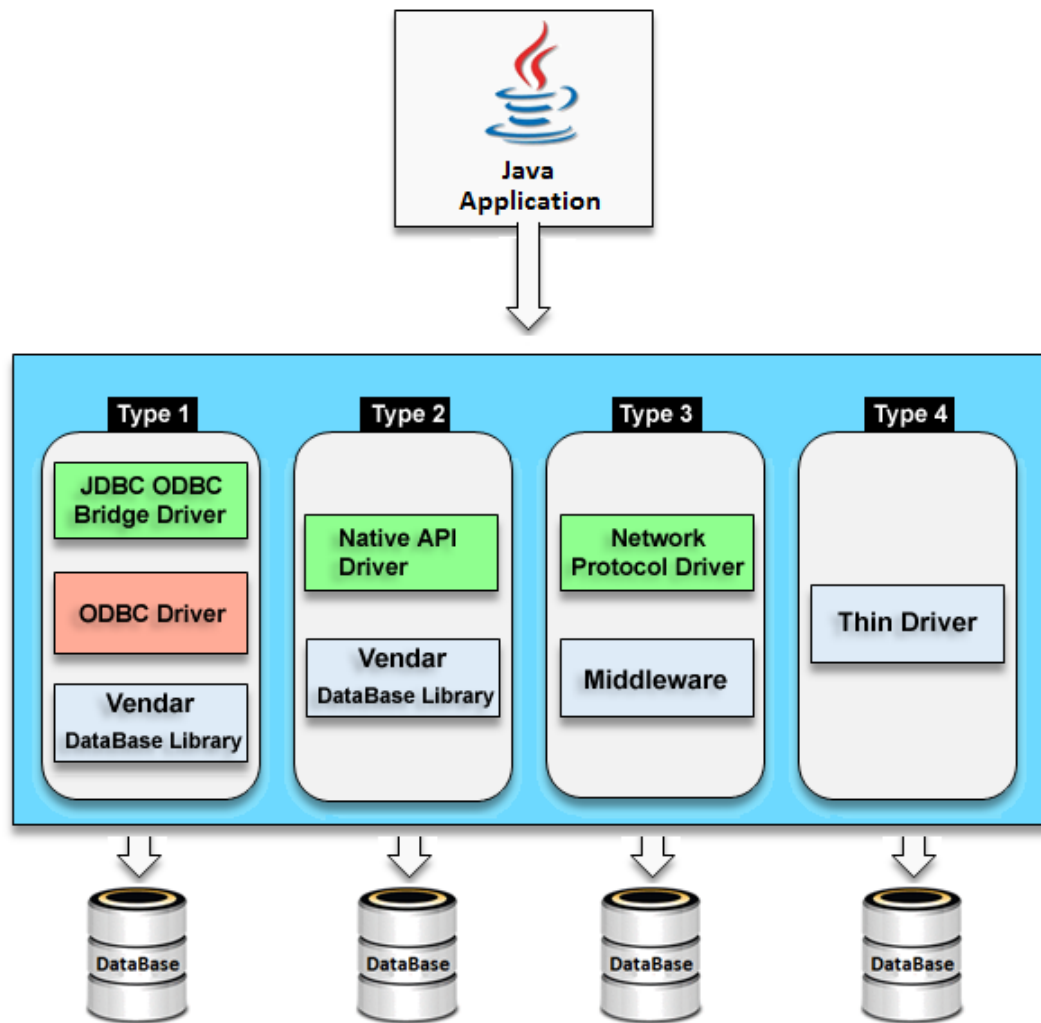 Java
Application
Type 1
JDBC ODBC
Bridge Driver
ODBC Driver
Vendar
DataBase Library
Type 2
Native API
Driver
Vendar
DataBase Library
Type 3
Network
Protocol Driver
Middleware
Type 4
Thin Driver
DataBase
DataBase
DataBase
DataBase